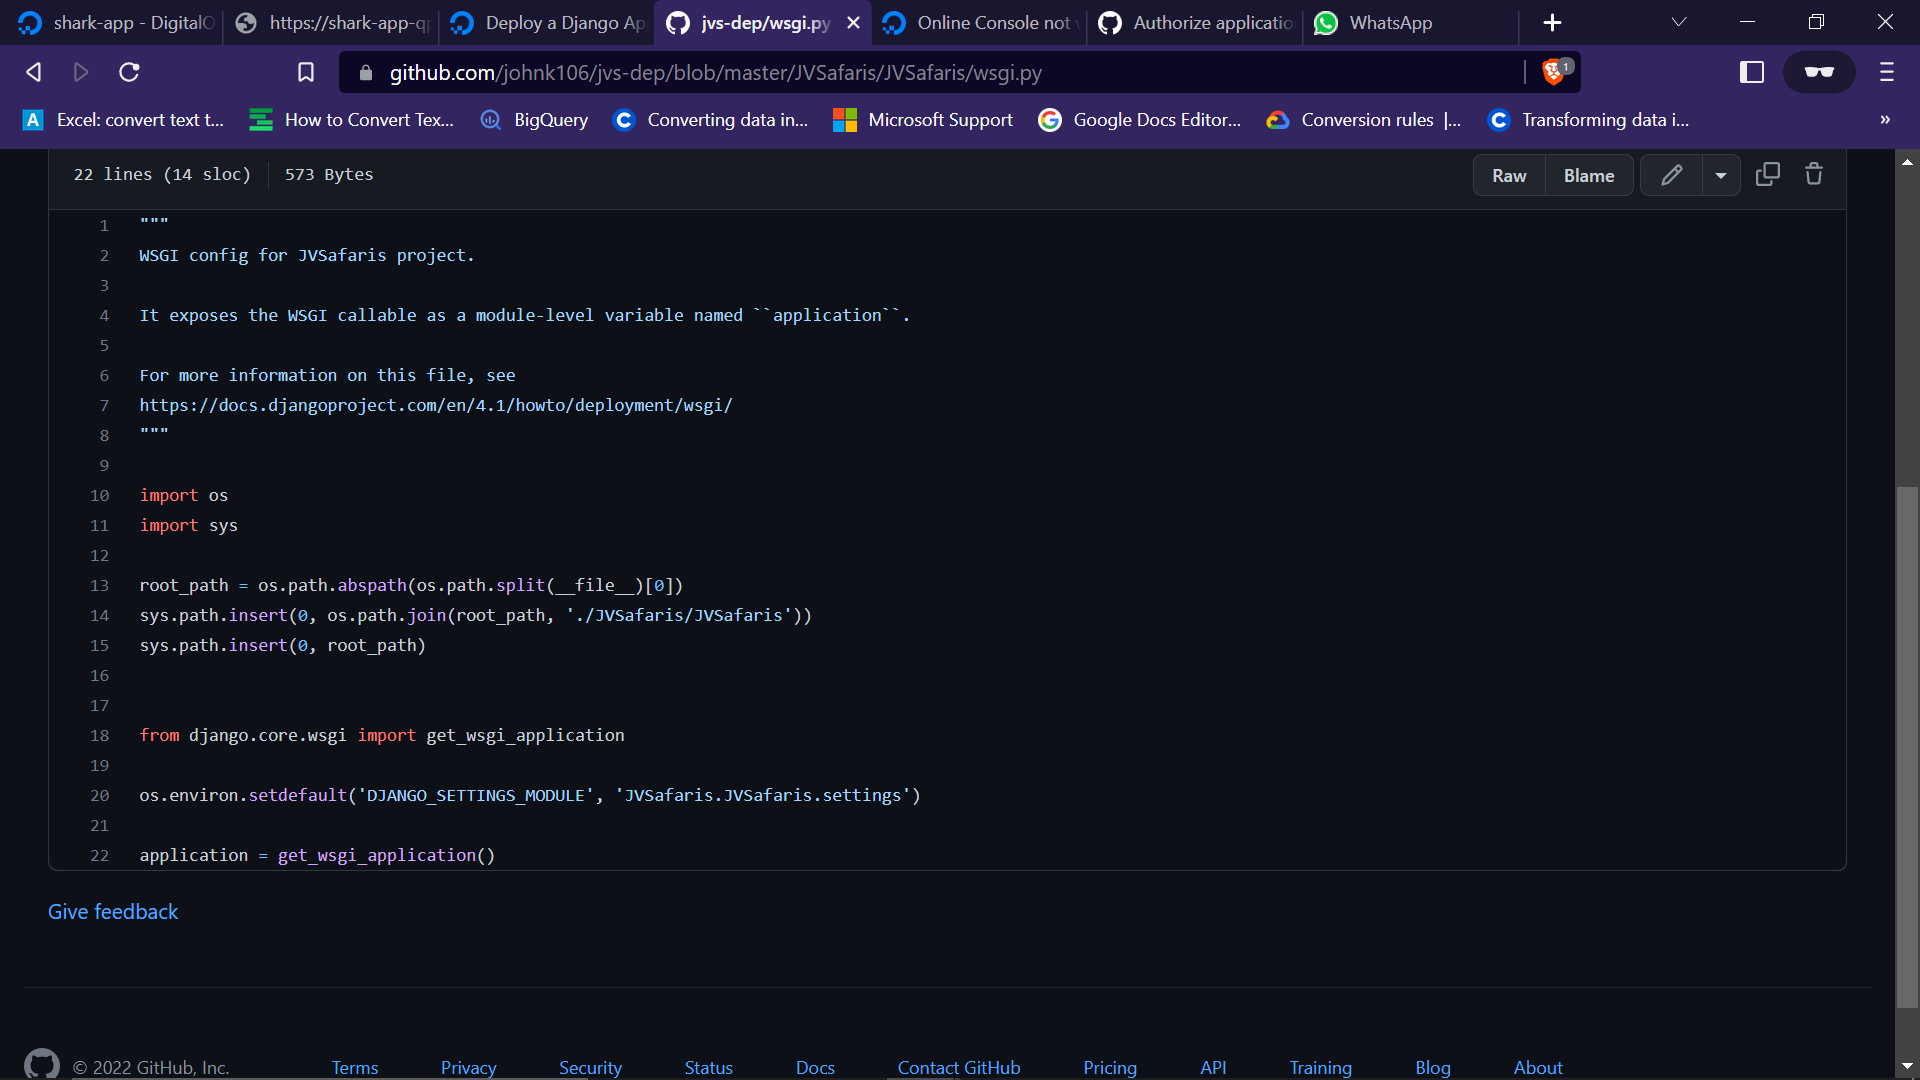 shark-app - DigitalO
https://shark-app-qp
Deploy a Django Ap
jvs-dep/wsgi.py
Online Console not
Authorize applicatio
WhatsApp
github.com/johnk106/jvs-dep/blob/master/JVSafaris/JVSafaris/wsgi.py
1
Excel: convert text t...
How to Convert Tex...
BigQuery
Converting data in...
Microsoft Support
Google Docs Editor...
Conversion rules |...
Transforming data i...
»
22 lines (14 sloc)
573 Bytes
Raw
Blame
1 """
2 WSGI config for JVSafaris project.
3
4 It exposes the WSGI callable as a module-level variable named ``application``.
5
6 For more information on this file, see
7 https://docs.djangoproject.com/en/4.1/howto/deployment/wsgi/
8 """
9
10 import os
11 import sys
12
13 root_path = os.path.abspath(os.path.split(__file__)[0])
14 sys.path.insert(0, os.path.join(root_path, './JVSafaris/JVSafaris'))
15 sys.path.insert(0, root_path)
16
17
18 from django.core.wsgi import get_wsgi_application
19
20 os.environ.setdefault('DJANGO_SETTINGS_MODULE', 'JVSafaris.JVSafaris.settings')
21
22 application = get_wsgi_application()
Give feedback
© 2022 GitHub, Inc.
Terms
Privacy
Security
Status
Docs
Contact GitHub
Pricing
API
Training
Blog
About